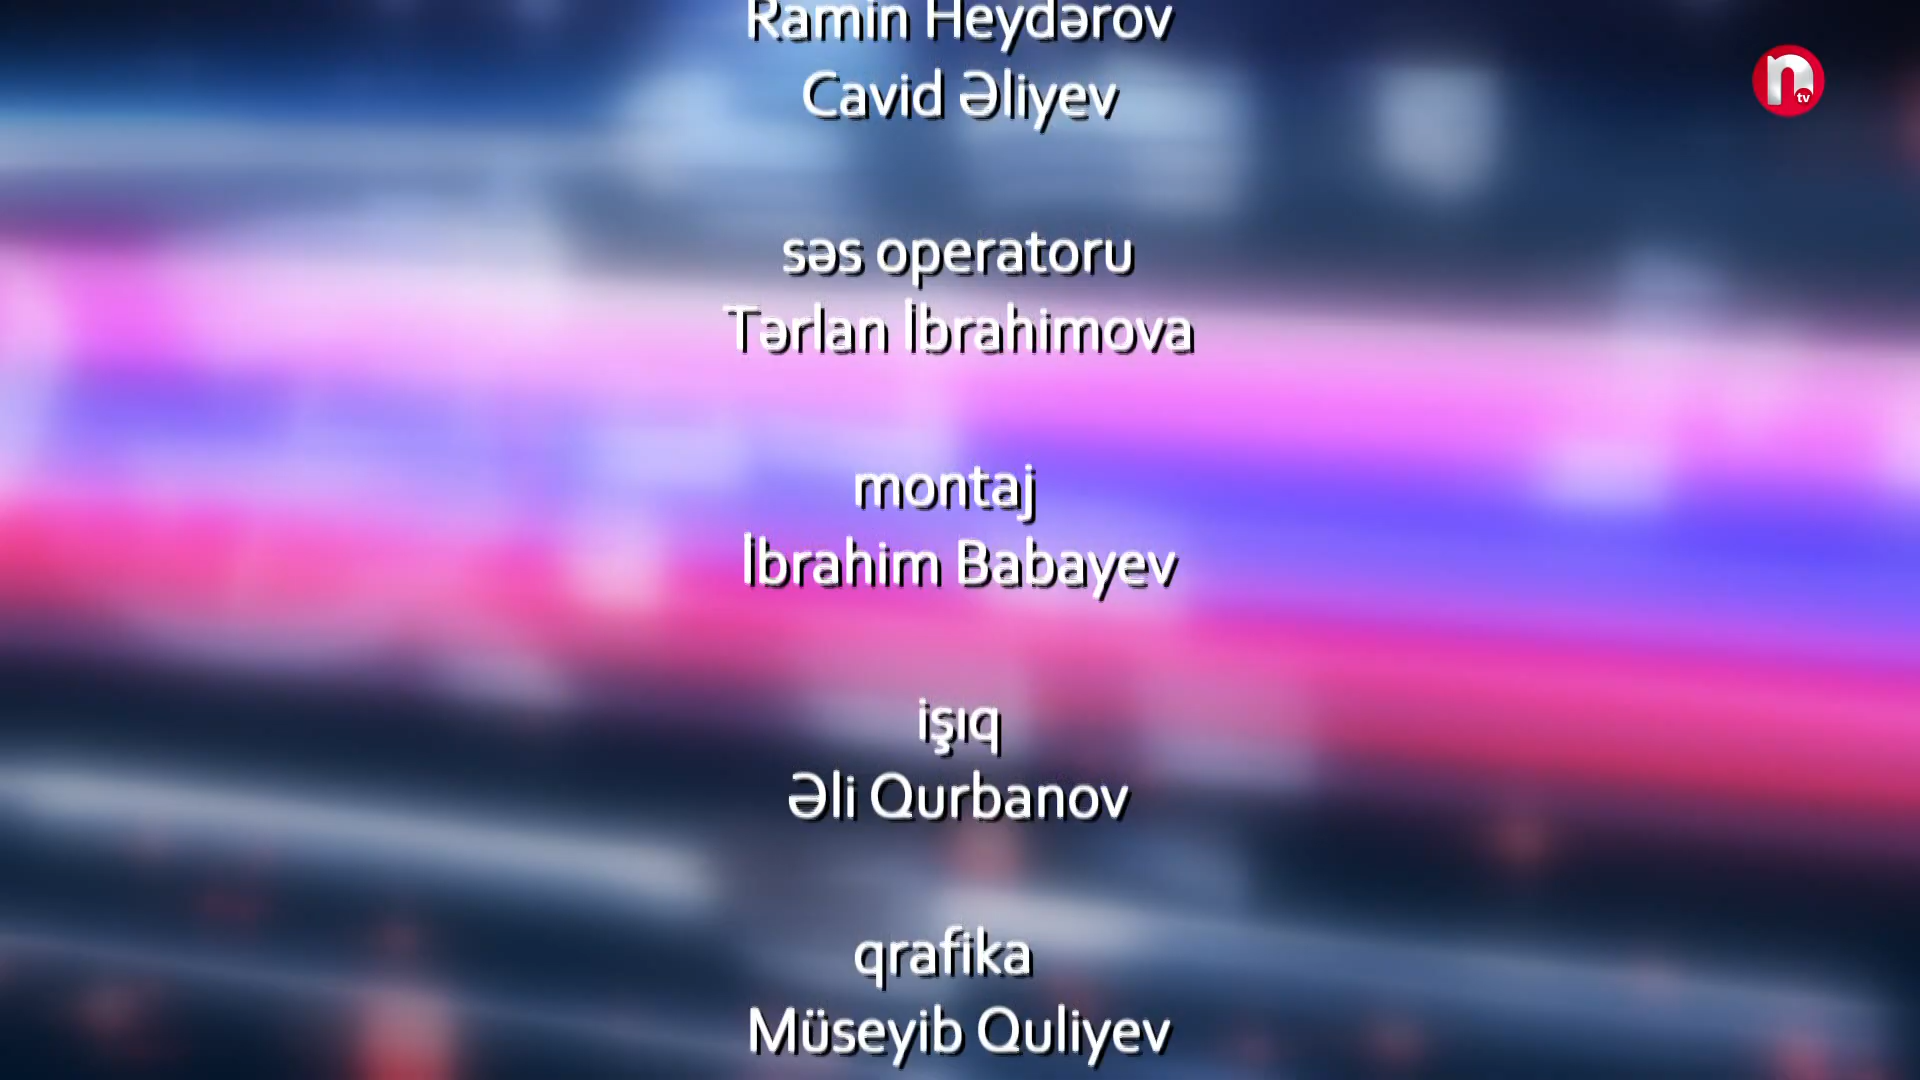 Ramin Heydərov
Cavid Əliyev
n tv
səs operatoru
Tərlan İbrahimova
montaj
İbrahim Babayev
işıq
Əli Qurbanov
qrafika
Müseyib Quliyev